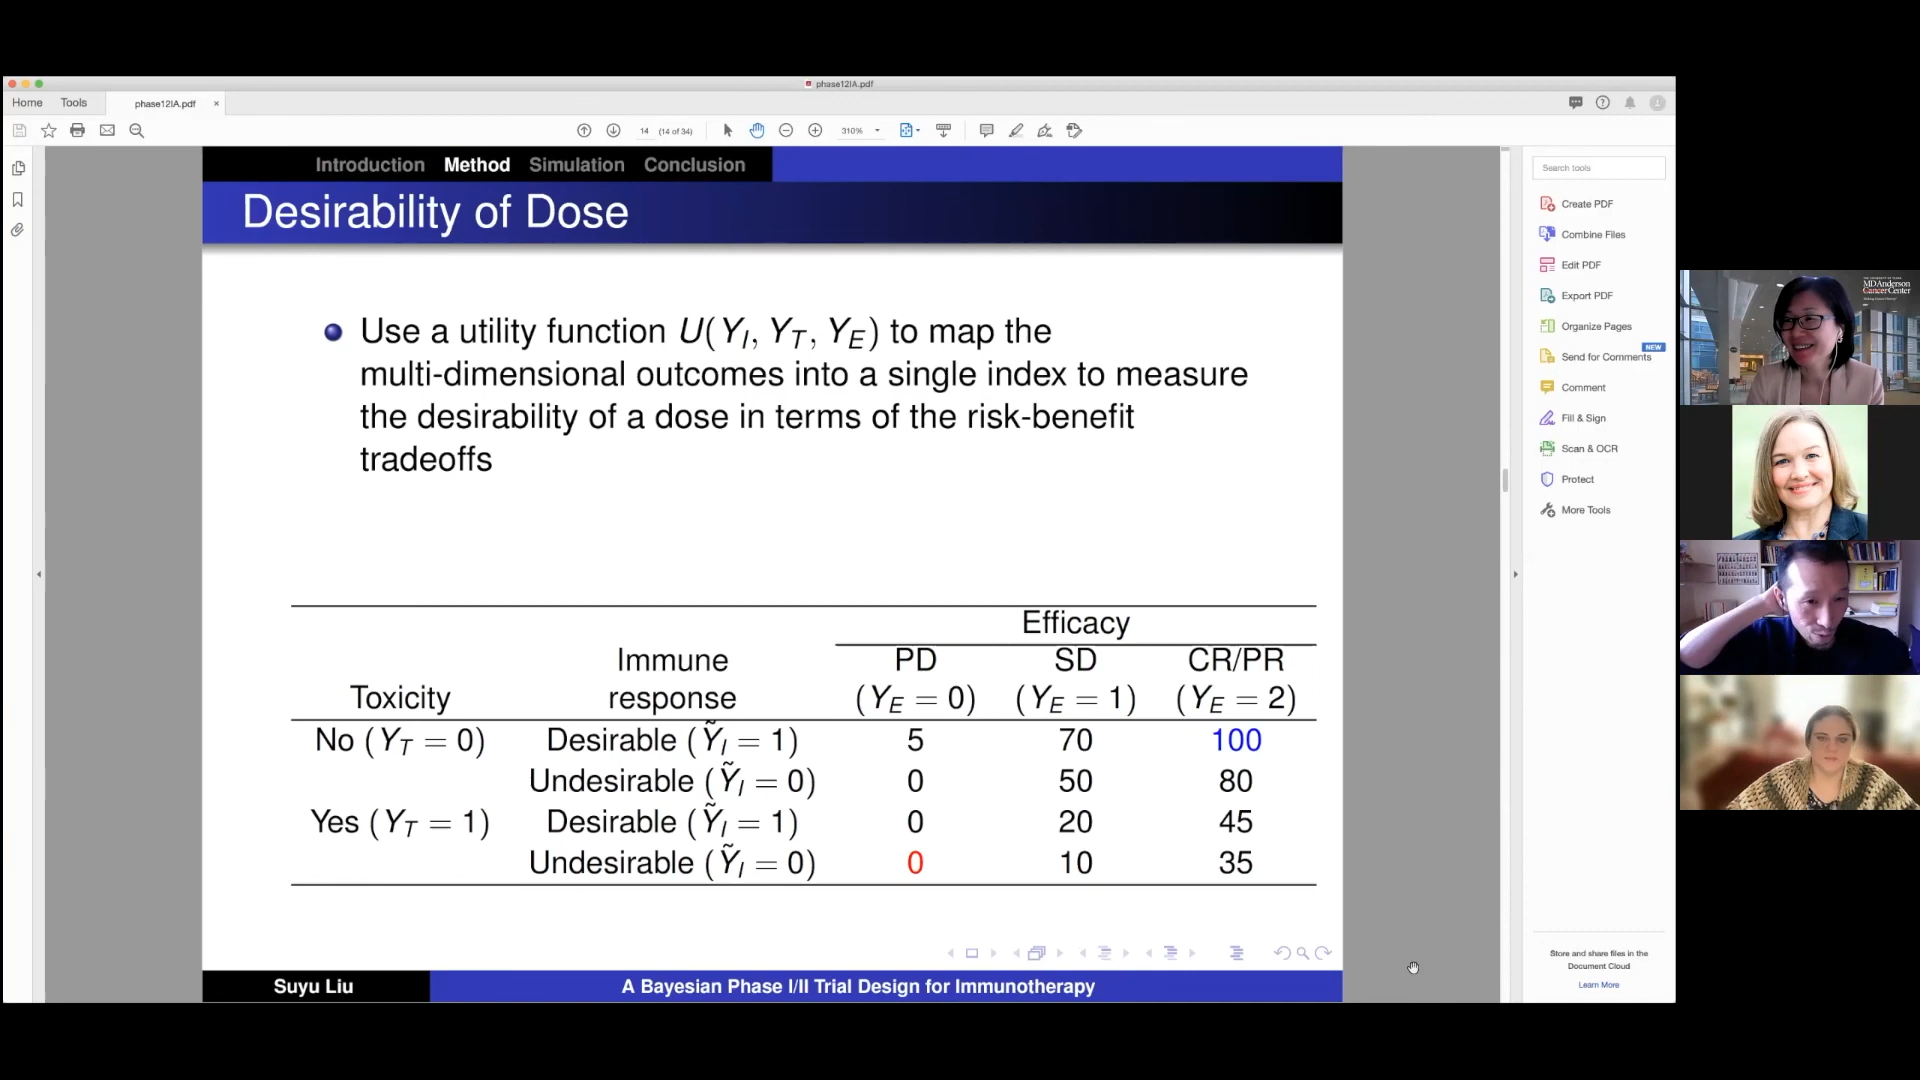 phase12IA.pdf
Home Tools phase12IA.pdf ×
14 (14 of 34) 310%
Introduction Method Simulation Conclusion
Desirability of Dose
Use a utility function U(Y_I, Y_T, Y_E) to map the
multi-dimensional outcomes into a single index to measure
the desirability of a dose in terms of the risk-benefit
tradeoffs
Efficacy
Immune PD SD CR/PR
Toxicity response (Y_E = 0) (Y_E = 1) (Y_E = 2)
No (Y_T = 0) Desirable (Ỹ_I = 1) 5 70 100
Undesirable (Ỹ_I = 0) 0 50 80
Yes (Y_T = 1) Desirable (Ỹ_I = 1) 0 20 45
Undesirable (Ỹ_I = 0) 0 10 35
Suyu Liu A Bayesian Phase I/II Trial Design for Immunotherapy
Search tools
Create PDF
Combine Files
Edit PDF
Export PDF
Organize Pages
NEW
Send for Comments
Comment
Fill & Sign
Scan & OCR
Protect
More Tools
Store and share files in the
Document Cloud
Learn More
MDAnderson
Cancer Center